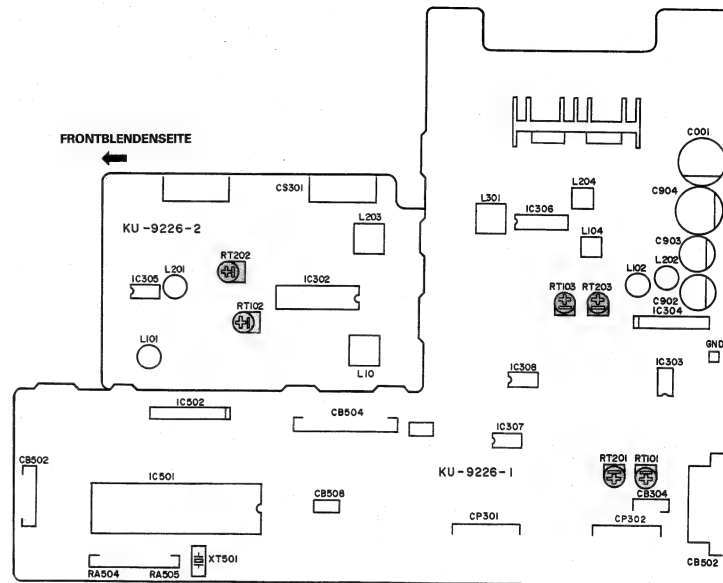 FRONTBLENDENSEITE
C001
CS301
L204
C904
KU-9226-2
L203
L301
IC306
L104
C903
RT202
L202
L102
IC305
L201
IC302
RT103
RT203
C902
RT102
IC304
L101
GND
L10
IC308
IC303
IC502
CB504
IC307
CB502
IC501
KU-9226-1
RT201
RT101
CB508
CB304
CP301
CP302
XT501
RA504
RA505
CB502